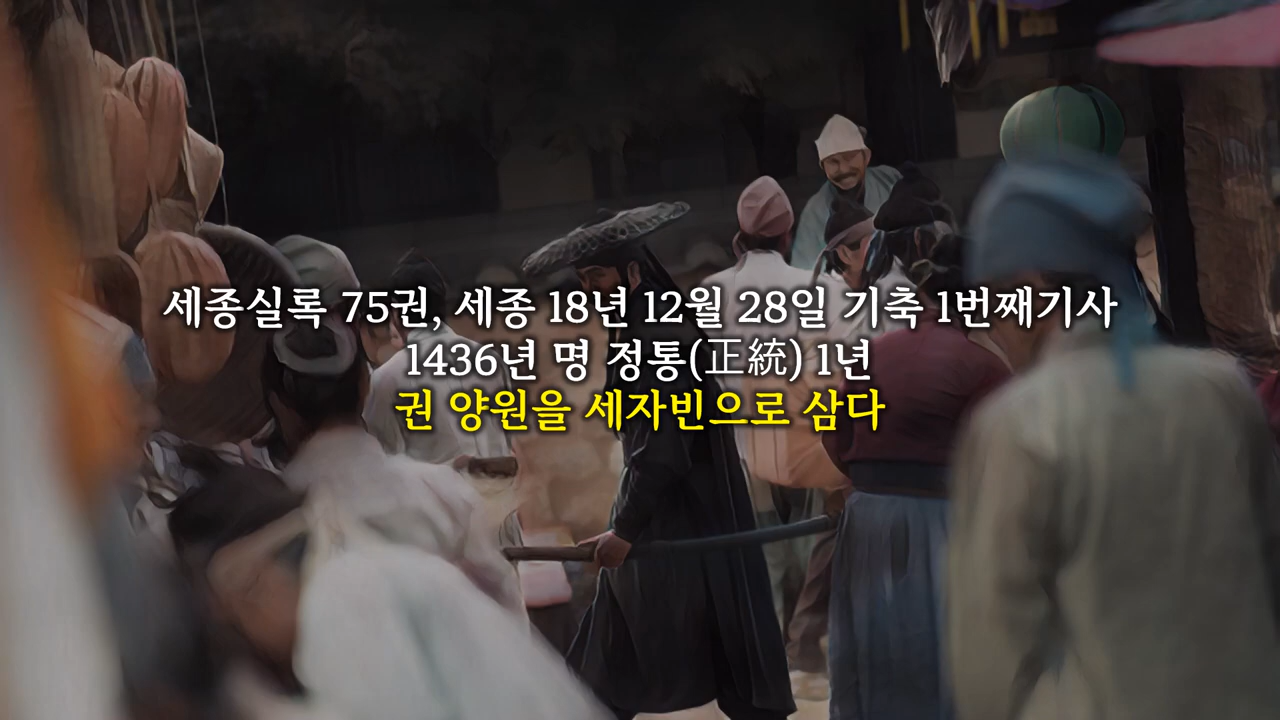 세종실록 75권, 세종 18년 12월 28일 기축 1번째기사
1436년 명 정통(正統) 1년
권 양원을 세자빈으로 삼다